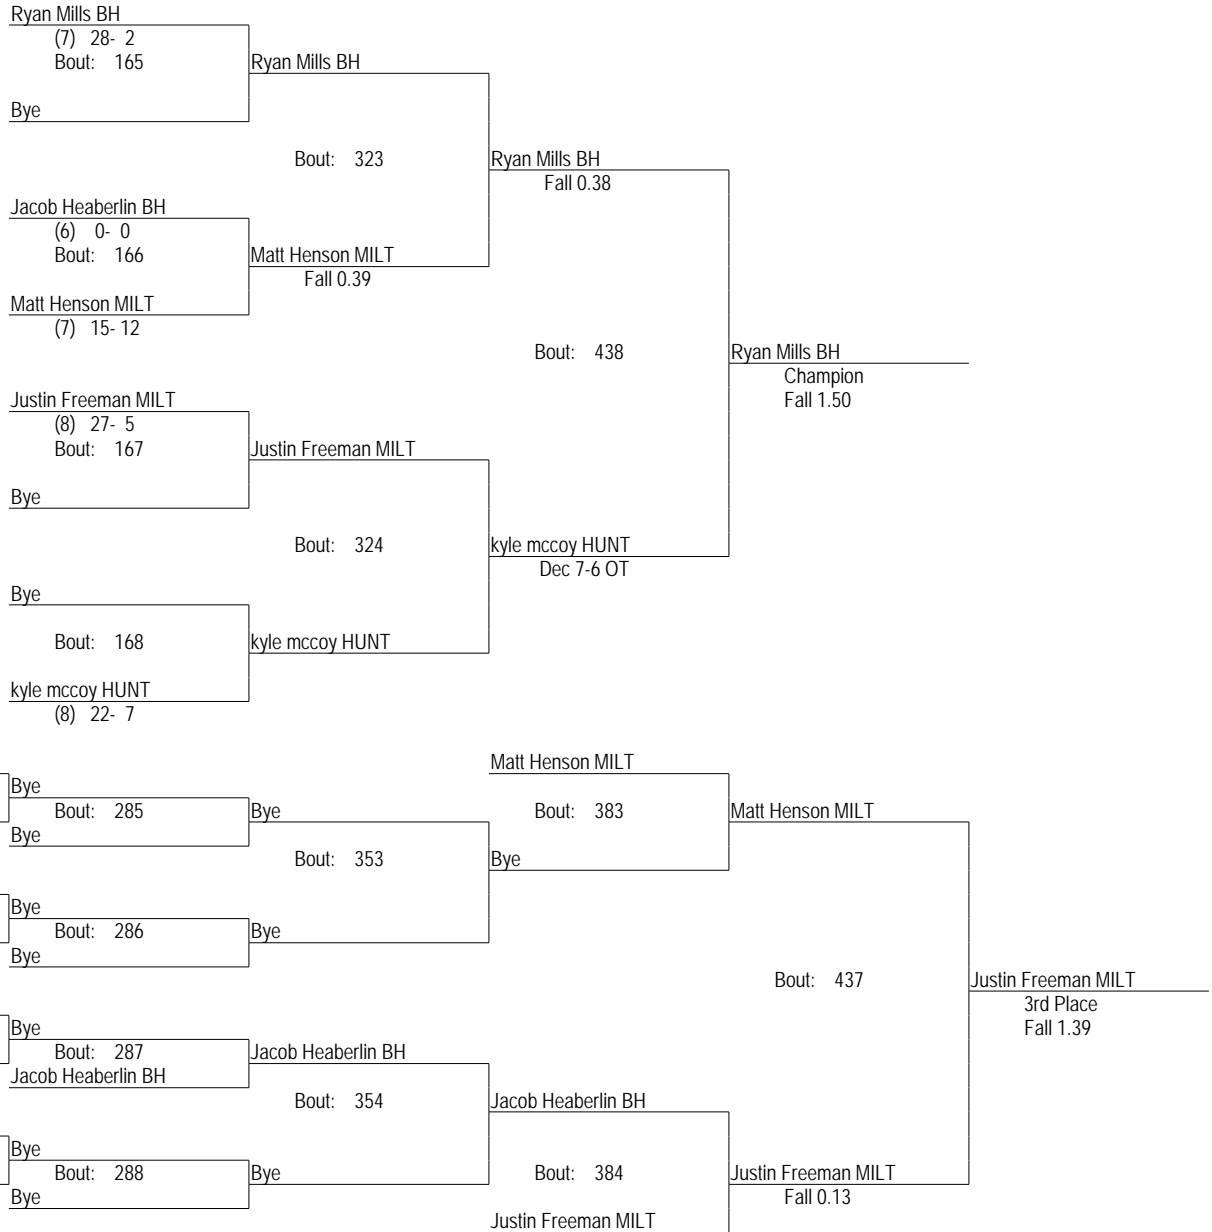 Ryan Mills BH
(7) 28- 2
Bout: 165
Ryan Mills BH
Bye
Bout: 323
Ryan Mills BH
Fall 0.38
Jacob Heaberlin BH
(6) 0- 0
Bout: 166
Matt Henson MILT
Fall 0.39
Matt Henson MILT
(7) 15- 12
Bout: 438
Ryan Mills BH
Champion
Fall 1.50
Justin Freeman MILT
(8) 27- 5
Bout: 167
Justin Freeman MILT
Bye
Bout: 324
kyle mccoy HUNT
Dec 7-6 OT
Bye
Bout: 168
kyle mccoy HUNT
kyle mccoy HUNT
(8) 22- 7
Matt Henson MILT
Bye
Bout: 285
Bye
Bout: 383
Matt Henson MILT
Bye
Bout: 353
Bye
Bye
Bout: 286
Bye
Bye
Bout: 437
Justin Freeman MILT
3rd Place
Fall 1.39
Bye
Bout: 287
Jacob Heaberlin BH
Jacob Heaberlin BH
Bout: 354
Jacob Heaberlin BH
Bye
Bout: 288
Bye
Bout: 384
Justin Freeman MILT
Fall 0.13
Bye
Justin Freeman MILT